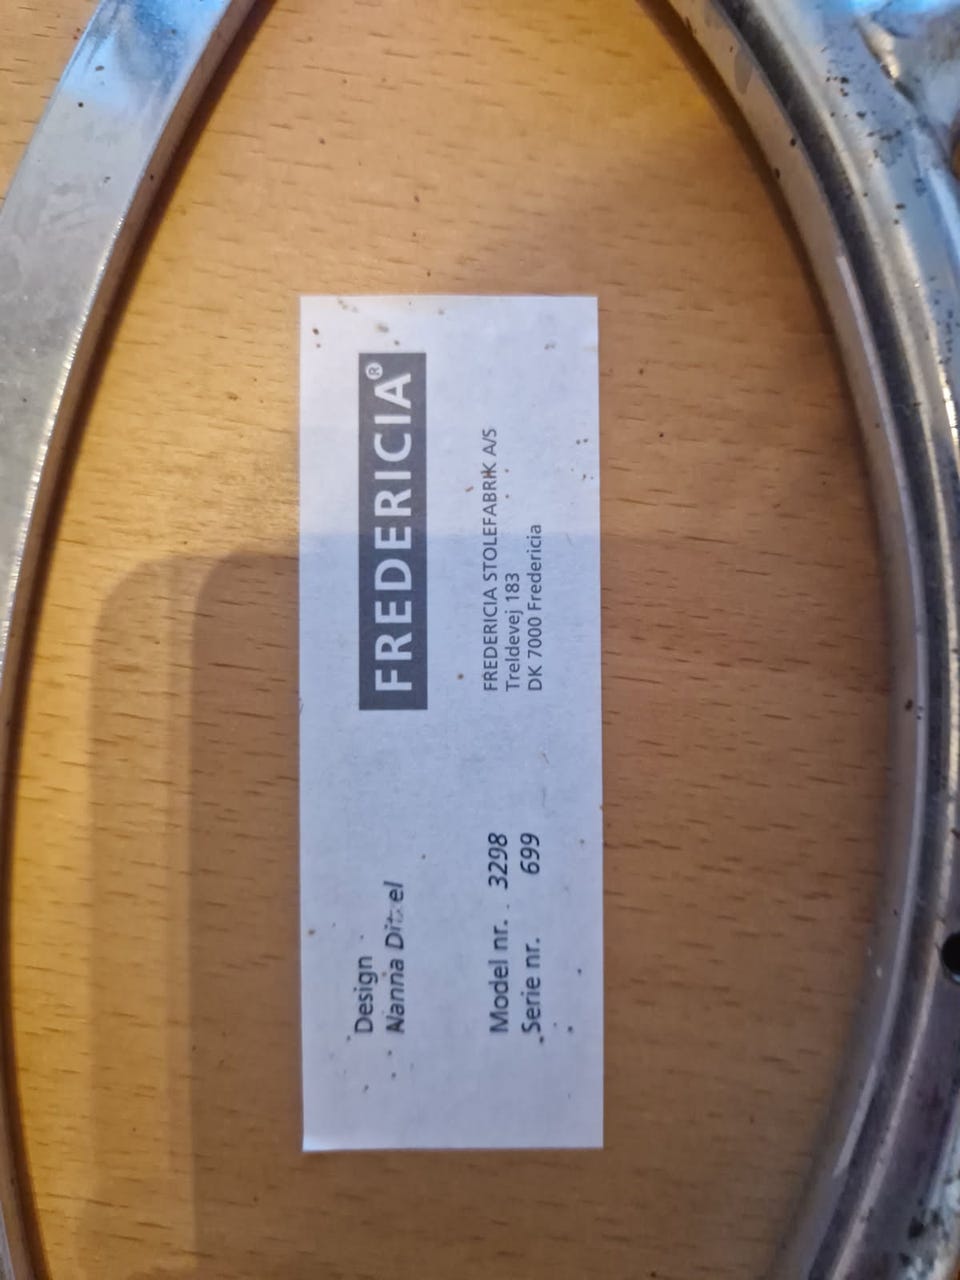 FREDERICIA®
FREDERICIA STOLEFABRIK A/S
Treldevej 183
DK 7000 Fredericia
Design
Nanna Ditzel
Model nr. 3298
Serie nr. 699